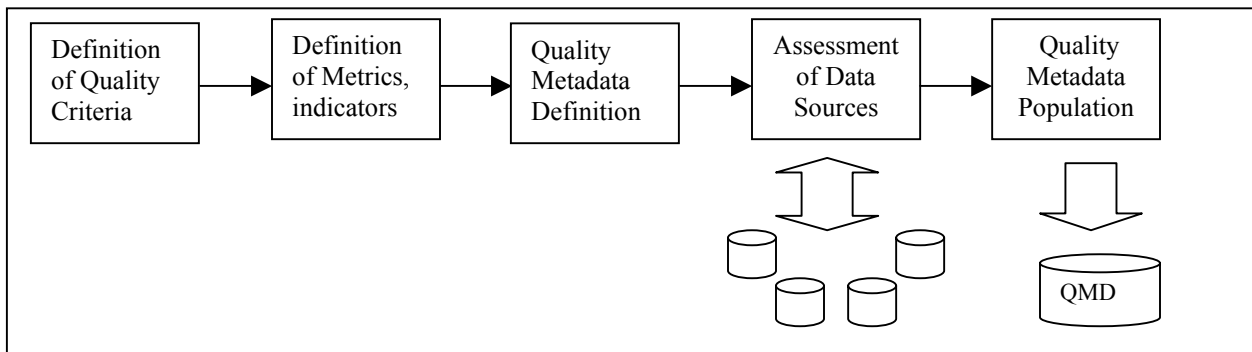 Definition
of Quality
Criteria
Definition
of Metrics,
indicators
Quality
Metadata
Definition
Assessment
of Data
Sources
Quality
Metadata
Population
QMD